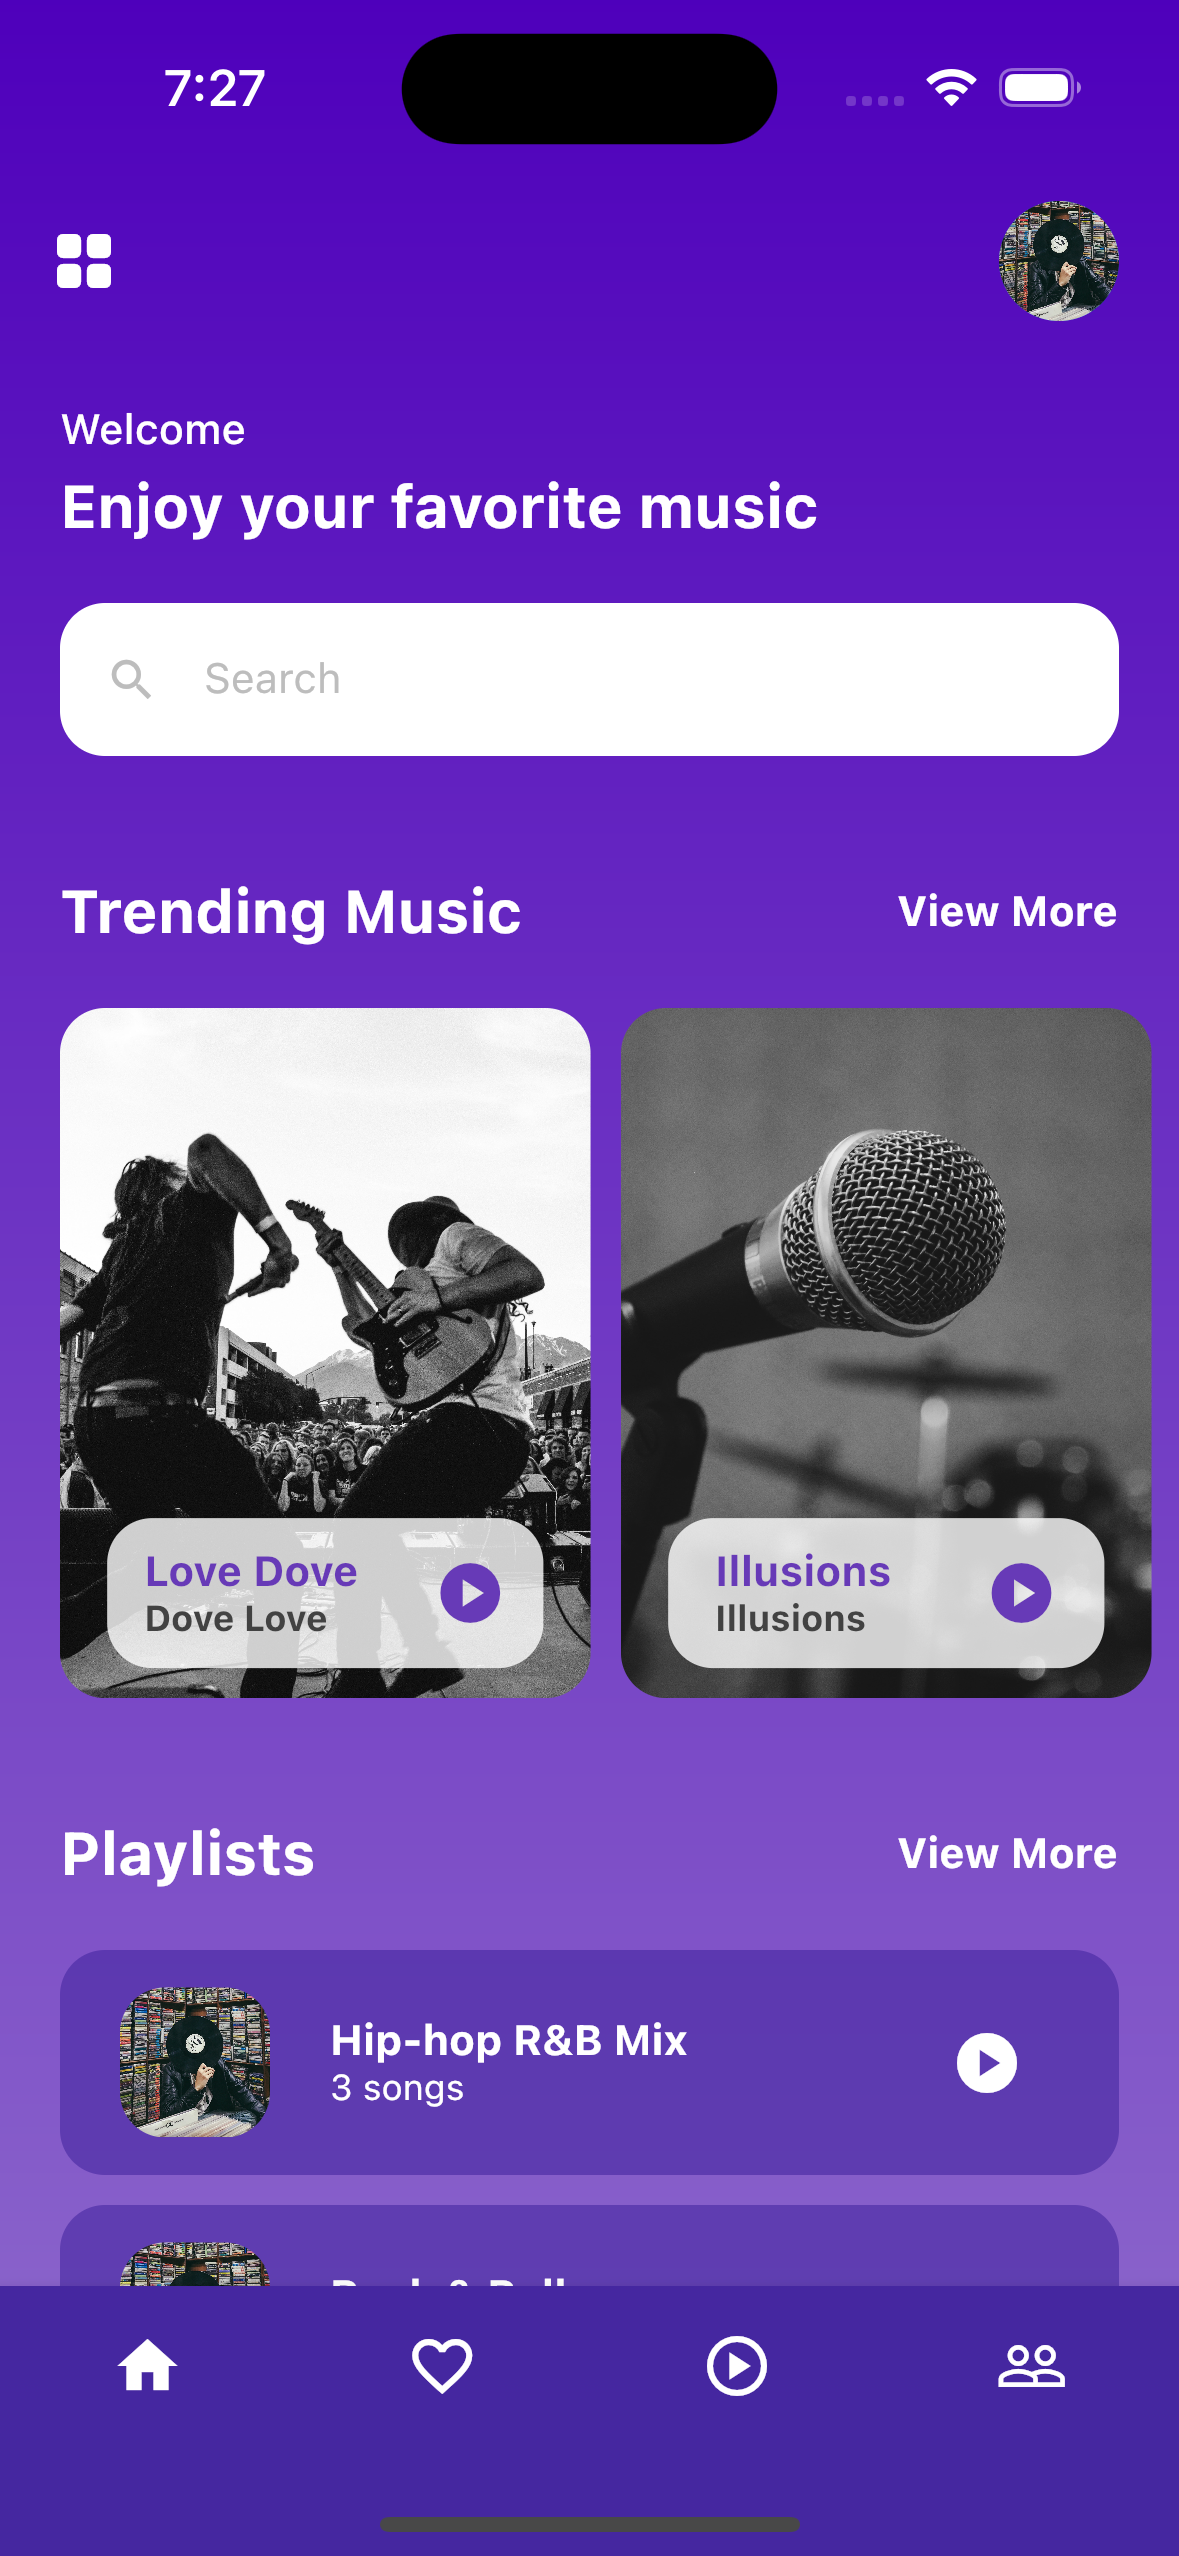 7:27
Welcome
Enjoy your favorite music
Search
Trending Music
View More
Love Dove
Dove Love
Illusions
Illusions
Playlists
View More
Hip-hop R&B Mix
3 songs